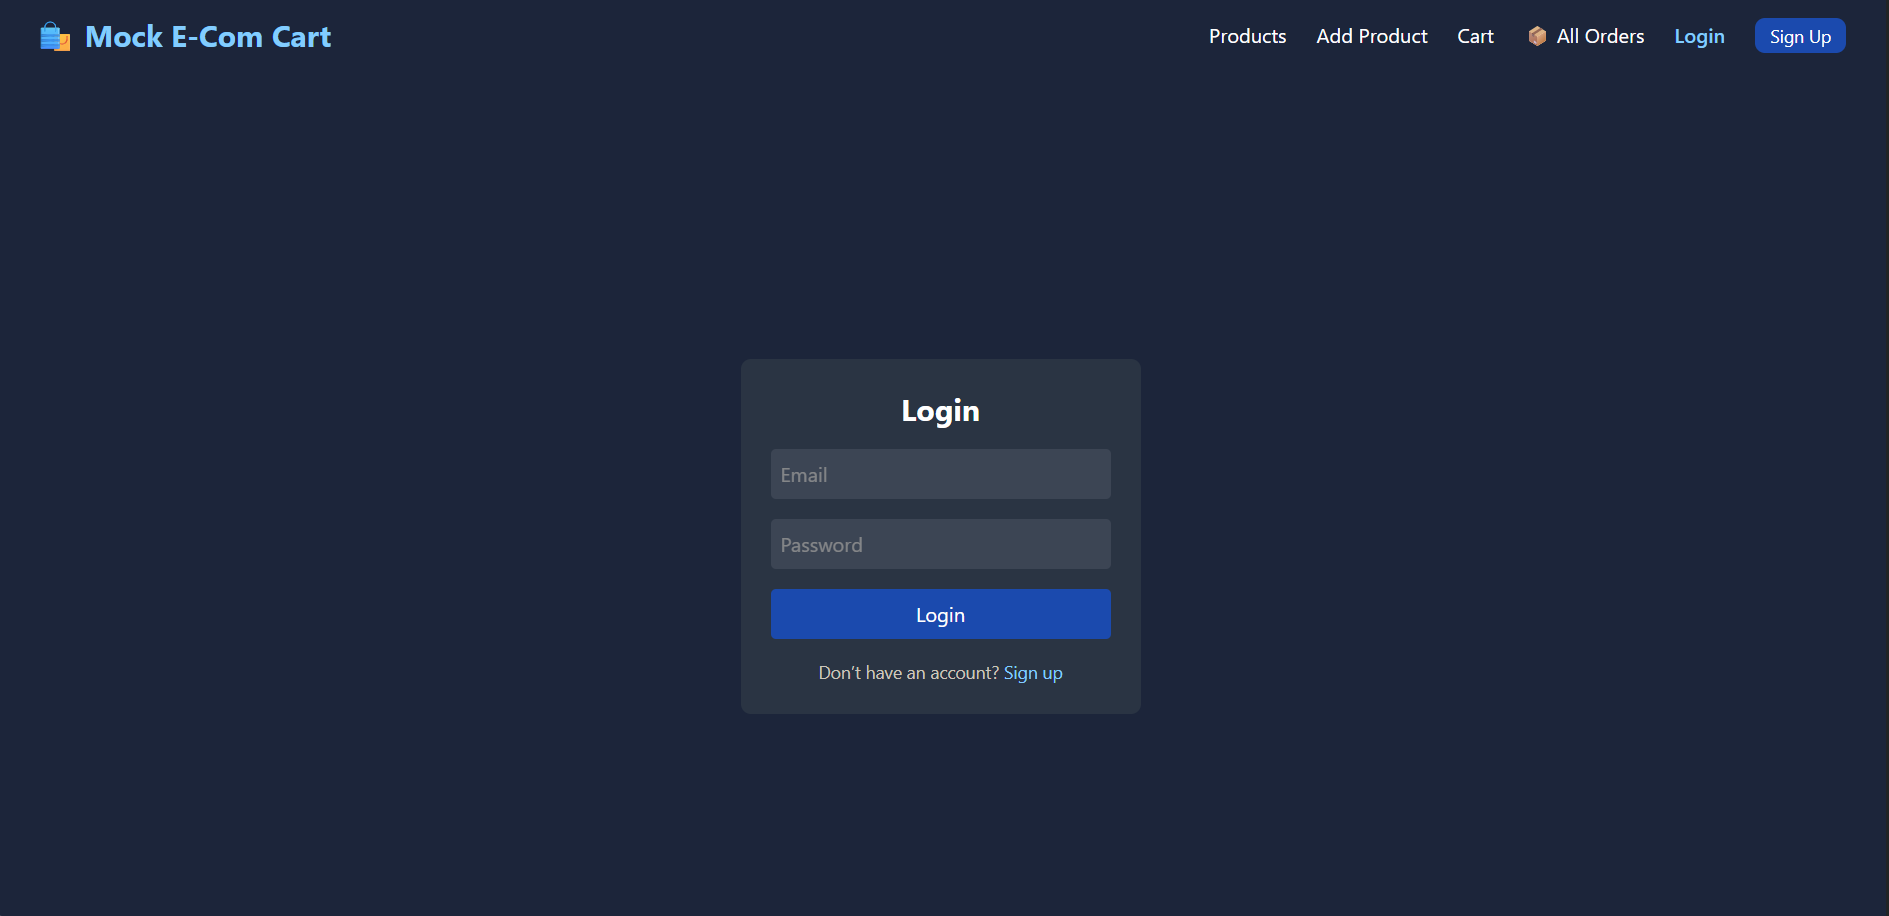 Mock E-Com Cart
Products
Add Product
Cart
All Orders
Login
Sign Up
Login
Email
Password
Login
Don’t have an account? Sign up